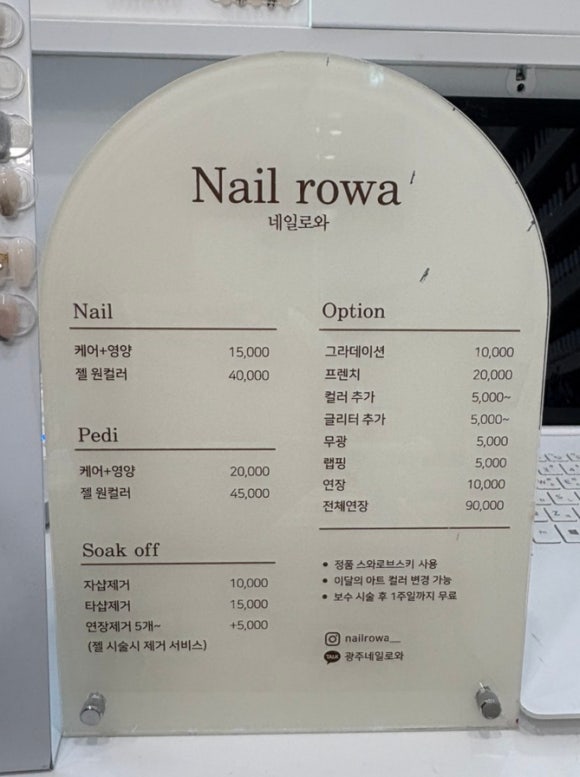 Nail rowa
네일로와
Nail
케어+영양 15,000
젤 원컬러 40,000
Pedi
케어+영양 20,000
젤 원컬러 45,000
Soak off
자샵제거 10,000
타샵제거 15,000
연장제거 5개~ +5,000
(젤 시술시 제거 서비스)
Option
그라데이션 10,000
프렌치 20,000
컬러 추가 5,000~
글리터 추가 5,000~
무광 5,000
랩핑 5,000
연장 10,000
전체연장 90,000
• 정품 스와로브스키 사용
• 이달의 아트 컬러 변경 가능
• 보수 시술 후 1주일까지 무료
nailrowa__
TALK 광주네일로와